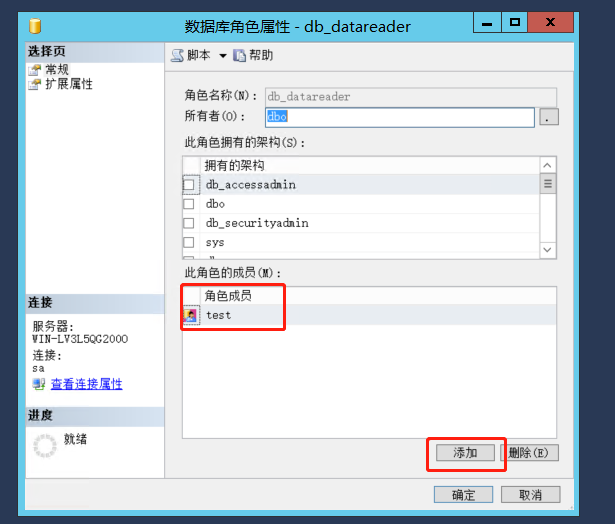 数据库角色属性 - db_datareader
选择页
常规
扩展属性
脚本
帮助
角色名称(N):
db_datareader
所有者(O):
dbo
.
此角色拥有的架构(S):
拥有的架构
db_accessadmin
dbo
db_securityadmin
sys
此角色的成员(M):
角色成员
test
连接
服务器:
WIN-LV3L5QG2000
连接:
sa
查看连接属性
进度
就绪
添加
删除(E)
确定
取消